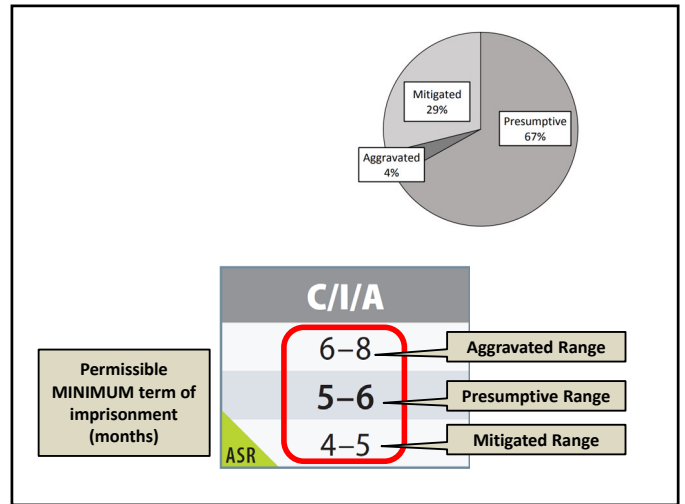 Mitigated
29%
Presumptive
67%
Aggravated
4%
C/I/A
6–8
Aggravated Range
Permissible
MINIMUM term of
imprisonment
(months)
5–6
Presumptive Range
ASR
4–5
Mitigated Range